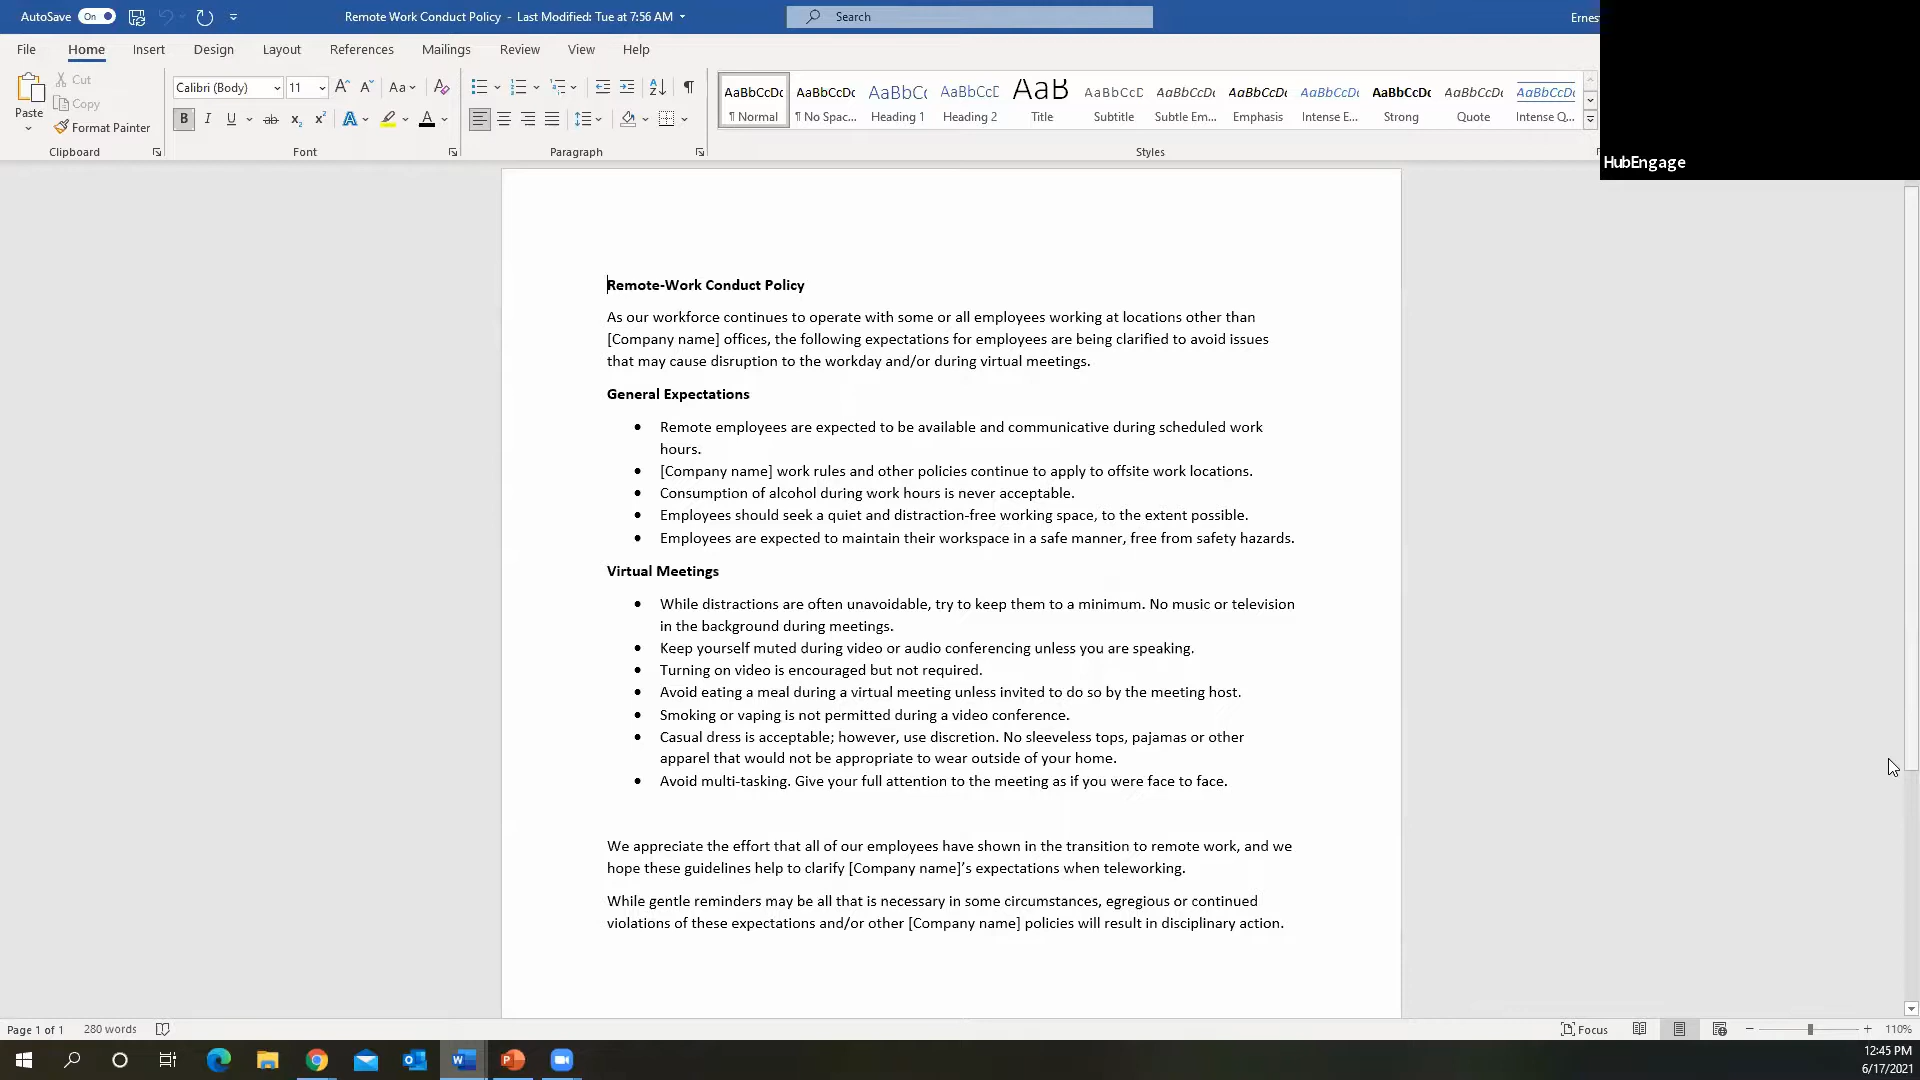 AutoSave On Remote Work Conduct Policy - Last Modified: Tue at 7:56 AM Search
File Home Insert Design Layout References Mailings Review View Help
Paste
Cut
Copy
Format Painter
Calibri (Body) 11
AaBbCcDc AaBbCcDc AaBbCc AaBbCcD AaB AaBbCcD AaBbCcDc AaBbCcDc AaBbCcDc AaBbCcDc AaBbCcDc AaBbCcDc
¶ Normal ¶ No Spac... Heading 1 Heading 2 Title Subtitle Subtle Em... Emphasis Intense E... Strong Quote Intense Q...
Clipboard Font Paragraph Styles
HubEngage
Remote-Work Conduct Policy
As our workforce continues to operate with some or all employees working at locations other than
[Company name] offices, the following expectations for employees are being clarified to avoid issues
that may cause disruption to the workday and/or during virtual meetings.
General Expectations
• Remote employees are expected to be available and communicative during scheduled work
hours.
• [Company name] work rules and other policies continue to apply to offsite work locations.
• Consumption of alcohol during work hours is never acceptable.
• Employees should seek a quiet and distraction-free working space, to the extent possible.
• Employees are expected to maintain their workspace in a safe manner, free from safety hazards.
Virtual Meetings
• While distractions are often unavoidable, try to keep them to a minimum. No music or television
in the background during meetings.
• Keep yourself muted during video or audio conferencing unless you are speaking.
• Turning on video is encouraged but not required.
• Avoid eating a meal during a virtual meeting unless invited to do so by the meeting host.
• Smoking or vaping is not permitted during a video conference.
• Casual dress is acceptable; however, use discretion. No sleeveless tops, pajamas or other
apparel that would not be appropriate to wear outside of your home.
• Avoid multi-tasking. Give your full attention to the meeting as if you were face to face.
We appreciate the effort that all of our employees have shown in the transition to remote work, and we
hope these guidelines help to clarify [Company name]’s expectations when teleworking.
While gentle reminders may be all that is necessary in some circumstances, egregious or continued
violations of these expectations and/or other [Company name] policies will result in disciplinary action.
Page 1 of 1 280 words Focus 110%
12:45 PM
6/17/2021